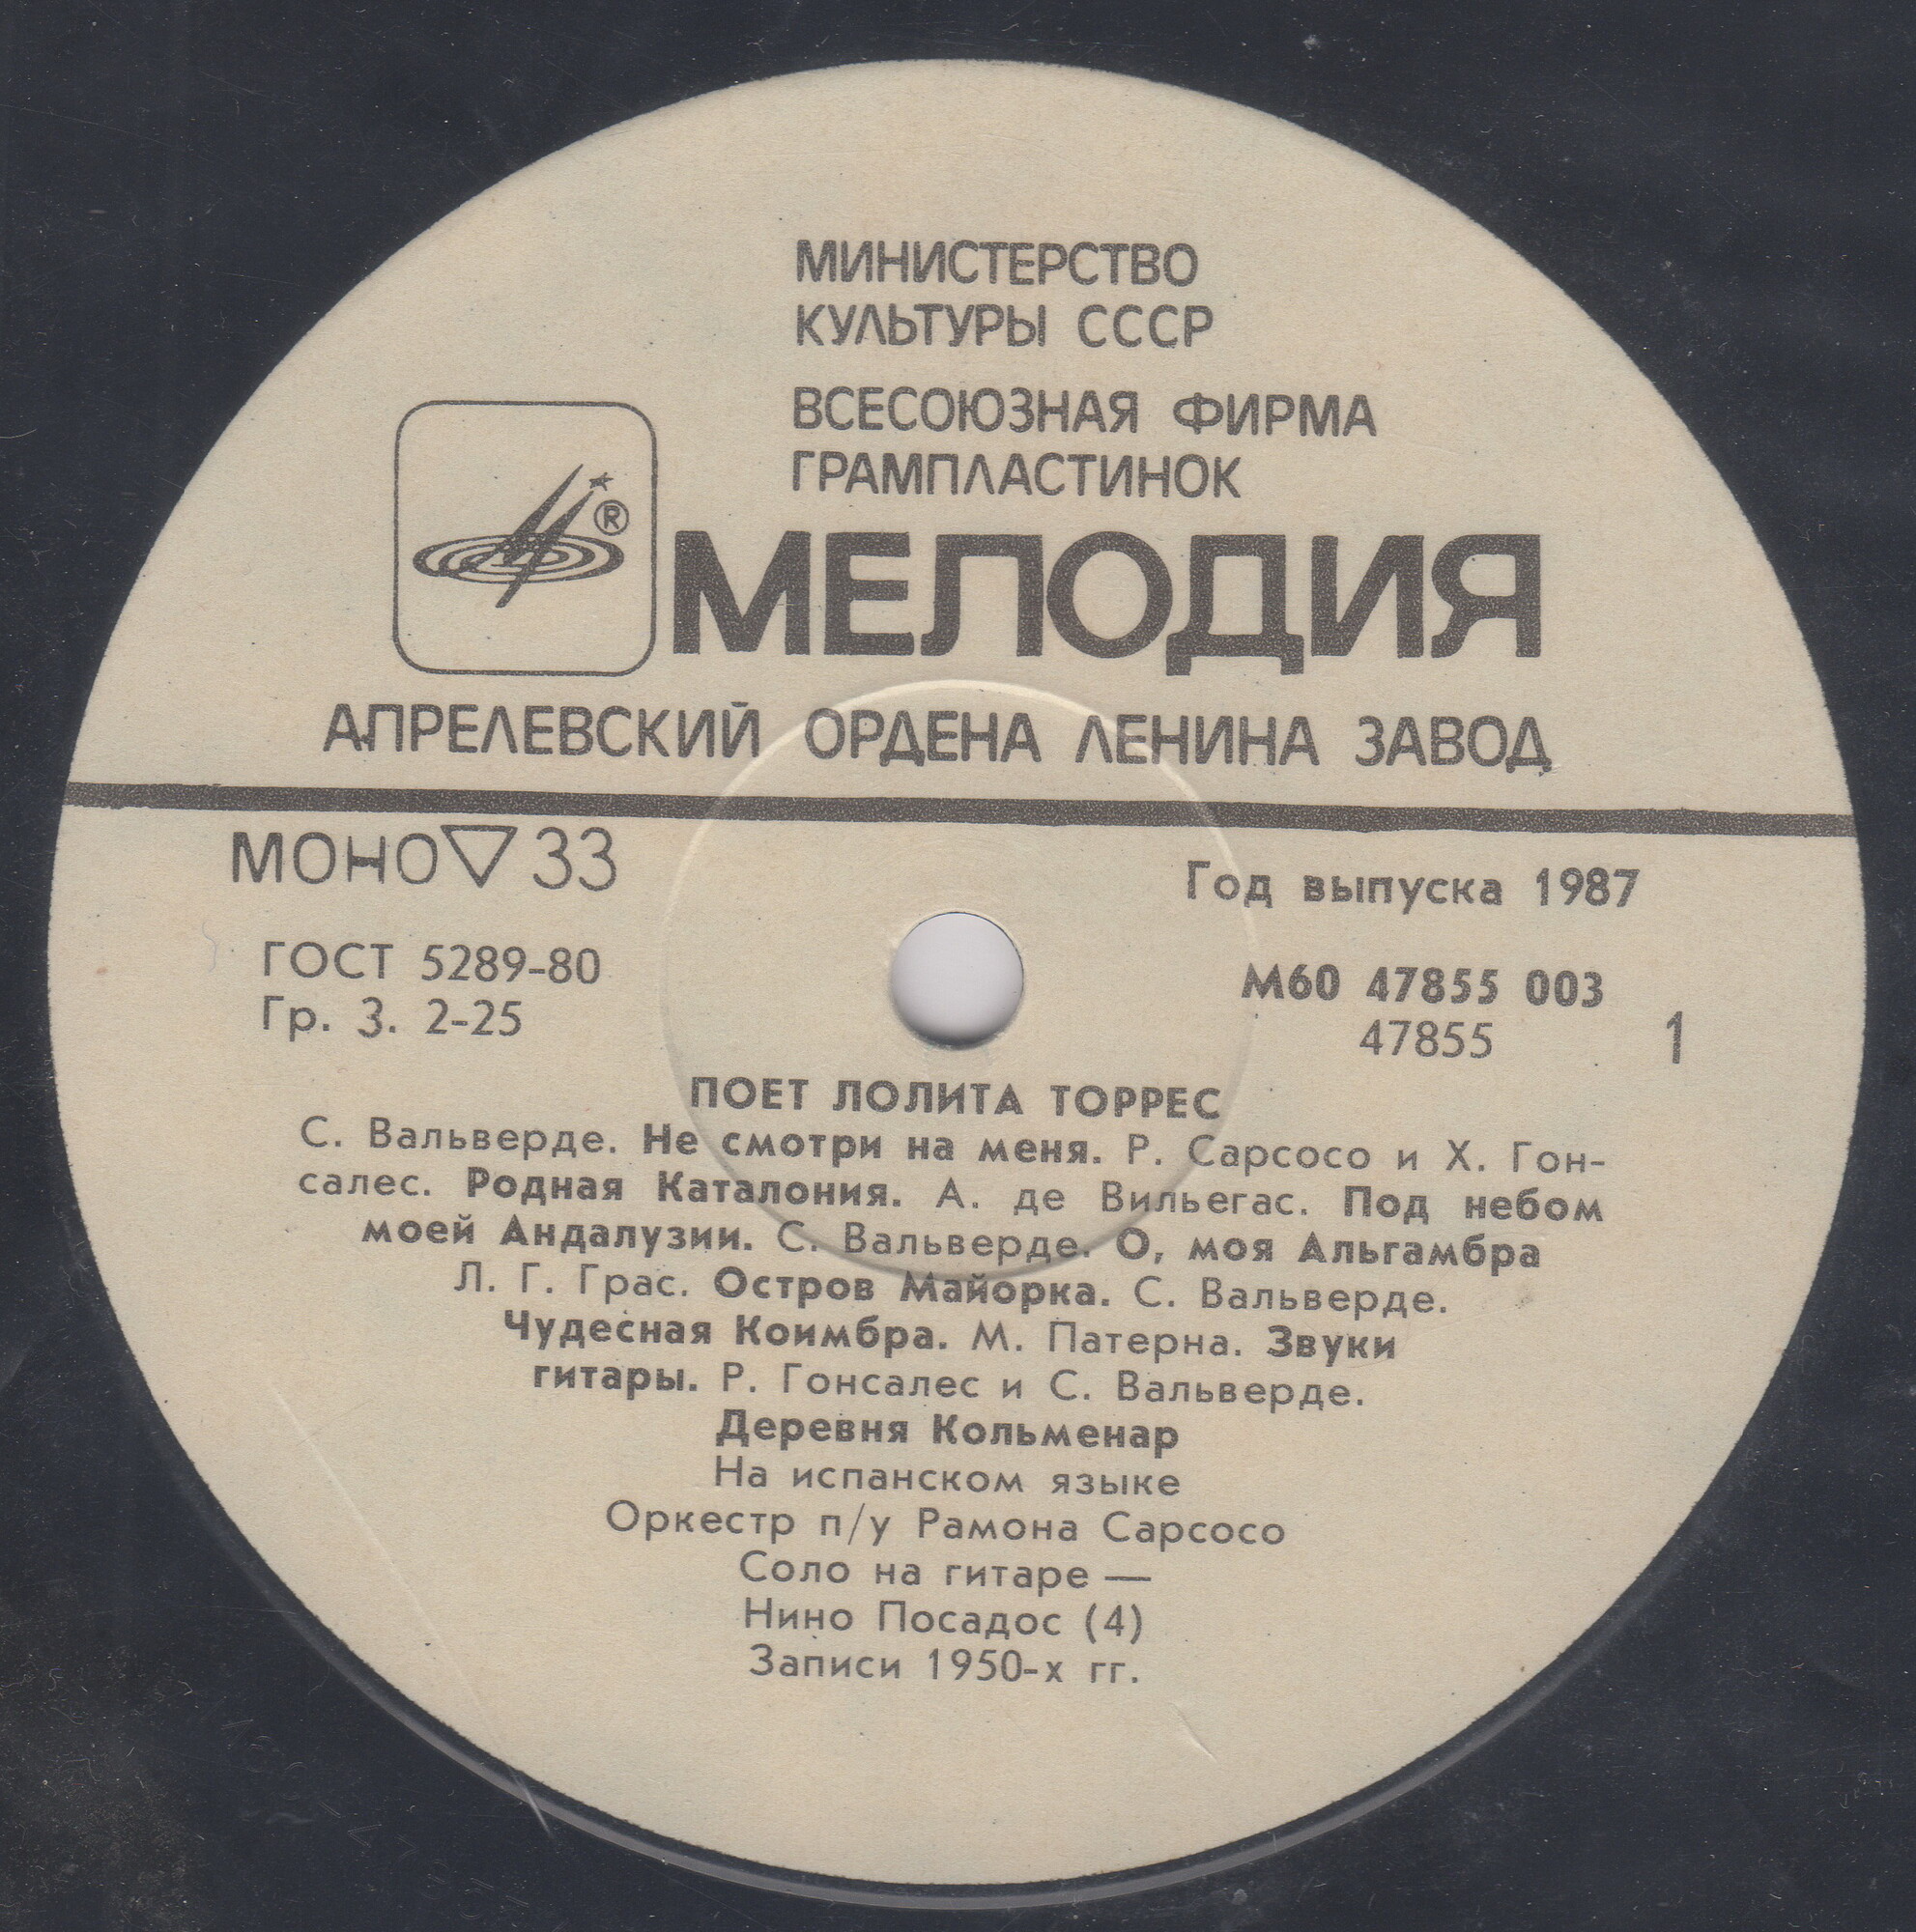 МИНИСТЕРСТВО
КУЛЬТУРЫ СССР
ВСЕСОЮЗНАЯ ФИРМА
ГРАМПЛАСТИНОК
®
МЕЛОДИЯ
АПРЕЛЕВСКИЙ ОРДЕНА ЛЕНИНА ЗАВОД
МОНО ▽ 33
Год выпуска 1987
ГОСТ 5289-80
Гр. 3. 2-25
М60 47855 003
47855
1
ПОЕТ ЛОЛИТА ТОРРЕС
С. Вальверде. Не смотри на меня. Р. Сарсосо и Х. Гон-
салес. Родная Каталония. А. де Вильегас. Под небом
моей Андалузии. С. Вальверде. О, моя Альгамбра
Л. Г. Грас. Остров Майорка. С. Вальверде.
Чудесная Коимбра. М. Патерна. Звуки
гитары. Р. Гонсалес и С. Вальверде.
Деревня Кольменар
На испанском языке
Оркестр п/у Рамона Сарсосо
Соло на гитаре —
Нино Посадос (4)
Записи 1950-х гг.